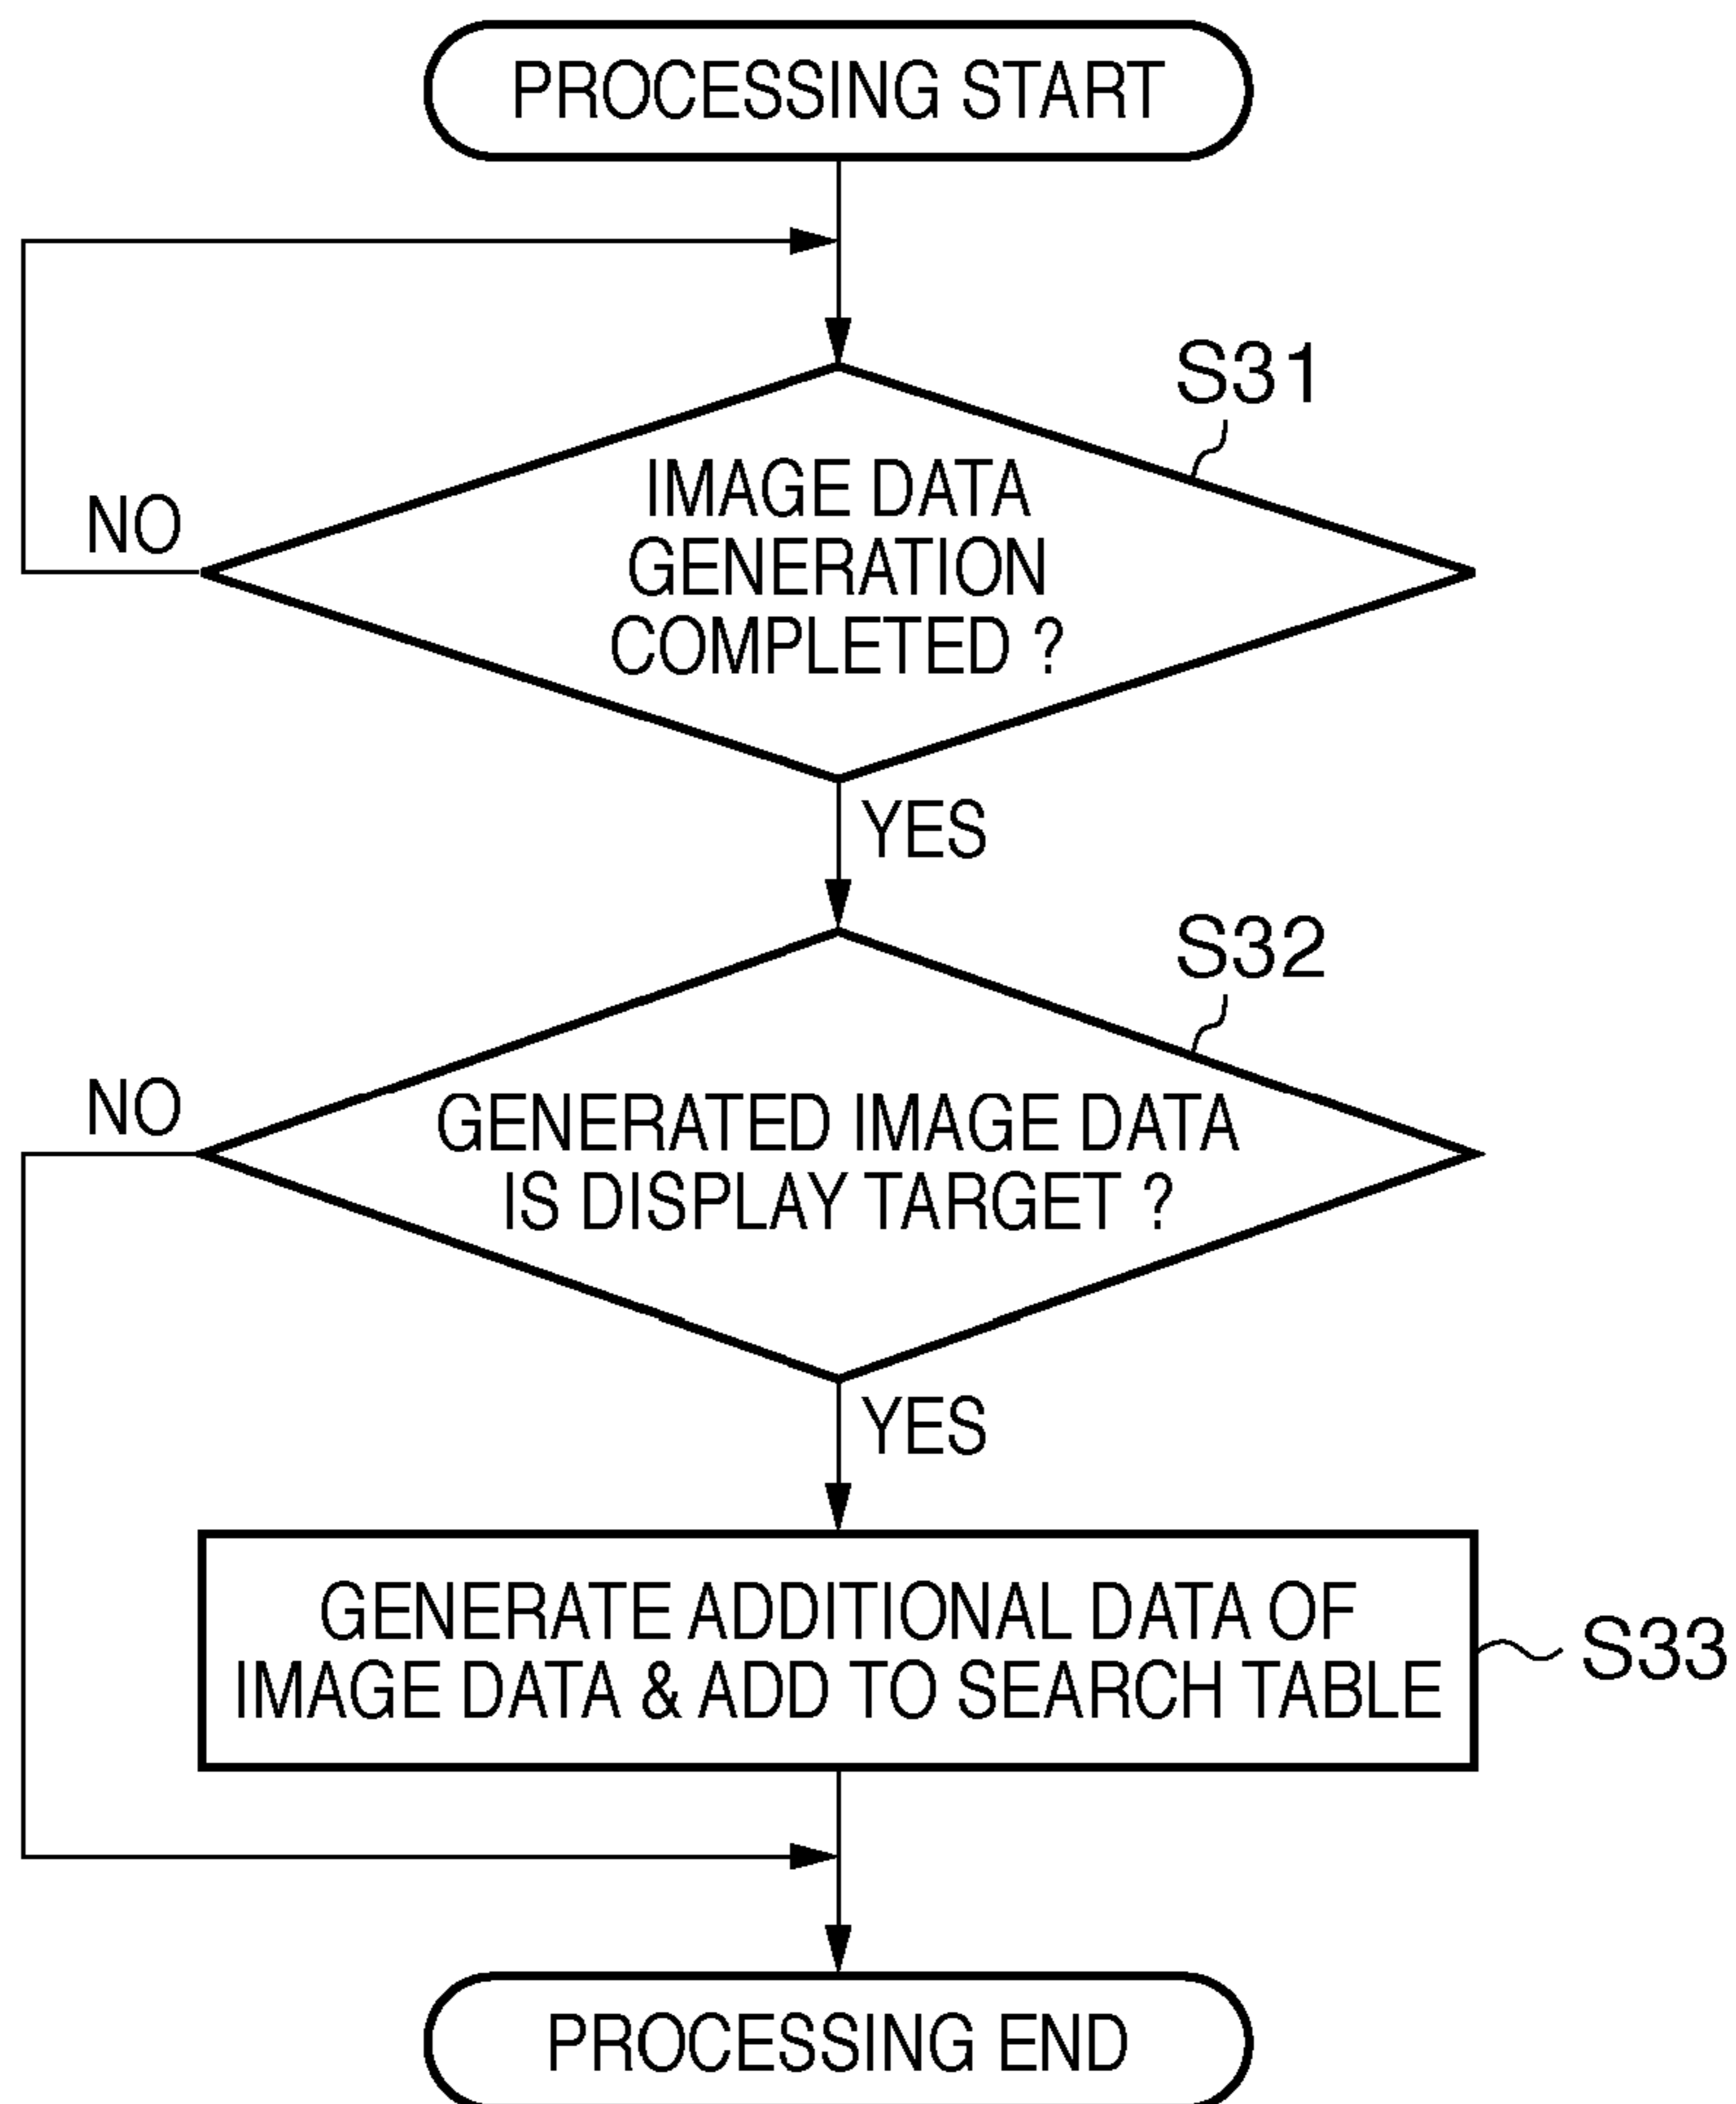 PROCESSING START
S31
IMAGE DATA
GENERATION
COMPLETED ?
NO
YES
S32
NO
GENERATED IMAGE DATA
IS DISPLAY TARGET ?
YES
GENERATE ADDITIONAL DATA OF
IMAGE DATA & ADD TO SEARCH TABLE
S33
PROCESSING END